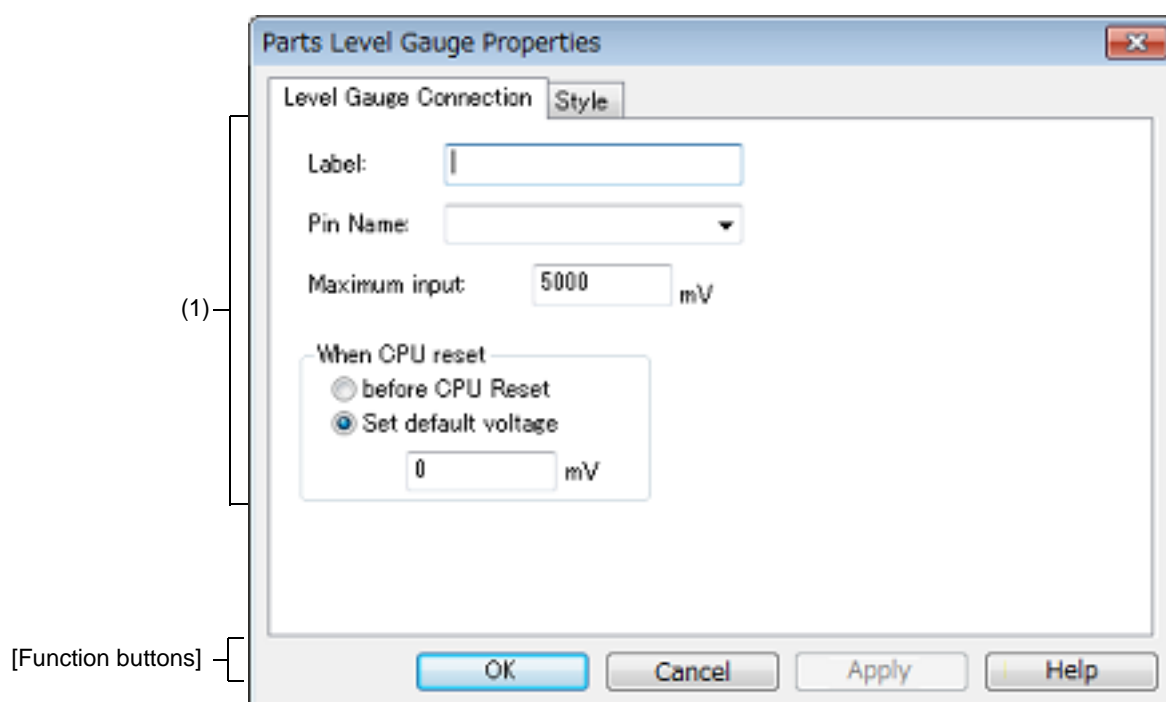 Parts Level Gauge Properties
Level Gauge Connection Style
Label:
Pin Name:
Maximum input: 5000 mV
(1)
When CPU reset
before CPU Reset
Set default voltage
0 mV
[Function buttons]
OK Cancel Apply Help